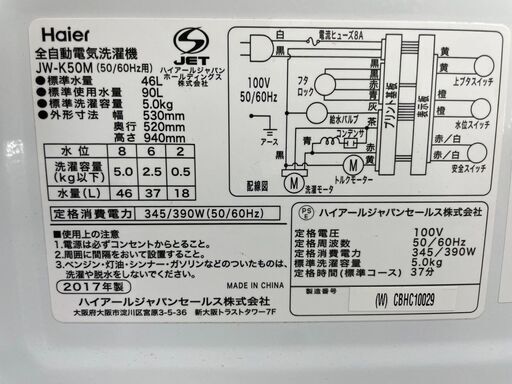 Haier
全自動電気洗濯機
JW-K50M (50/60Hz用)
S
JET
ハイアールジャパン
ホールディングス
株式会社
●標準水量 46L
●標準使用水量 90L
●標準洗濯容量 5.0kg
●外形寸法 幅 530mm
奥行 520mm
高さ 940mm
水位 8 6 2
洗濯容量(kg以下) 5.0 2.5 0.5
水量(L) 46 37 18
定格消費電力 345/390W(50/60Hz)
■使用上の注意
1.電源は必ずコンセントからとること。
2.周囲に間隔をおいて設置すること。
3.ベンジン・灯油・シンナー・ガソリンなどのついたものは、
洗濯や脱水をしないでください。
2017年製
MADE IN CHINA
ハイアールジャパンセールス株式会社
大阪府大阪市淀川区宮原3-5-36 新大阪トラストタワー7F
黒
白
電流ヒューズ8A
黒
100V
50/60Hz
フタ
ロック
黒
青
青
黄
青
灰
給水バルブ
茶
コンデンサ
青
赤
黄
アース
配線図
M
洗濯モータ
M
トルクモーター
プリント基板
表示板
黄
黄
上ブタスイッチ
橙
橙
水位スイッチ
赤/白
赤/白
安全スイッチ
PS
E
ハイアールジャパンセールス株式会社
定格電圧 100V
定格周波数 50/60Hz
定格消費電力 345/390W
標準洗濯容量 5.0kg
定格時間(標準コース) 37分
製造番号
(W) CBHC10029